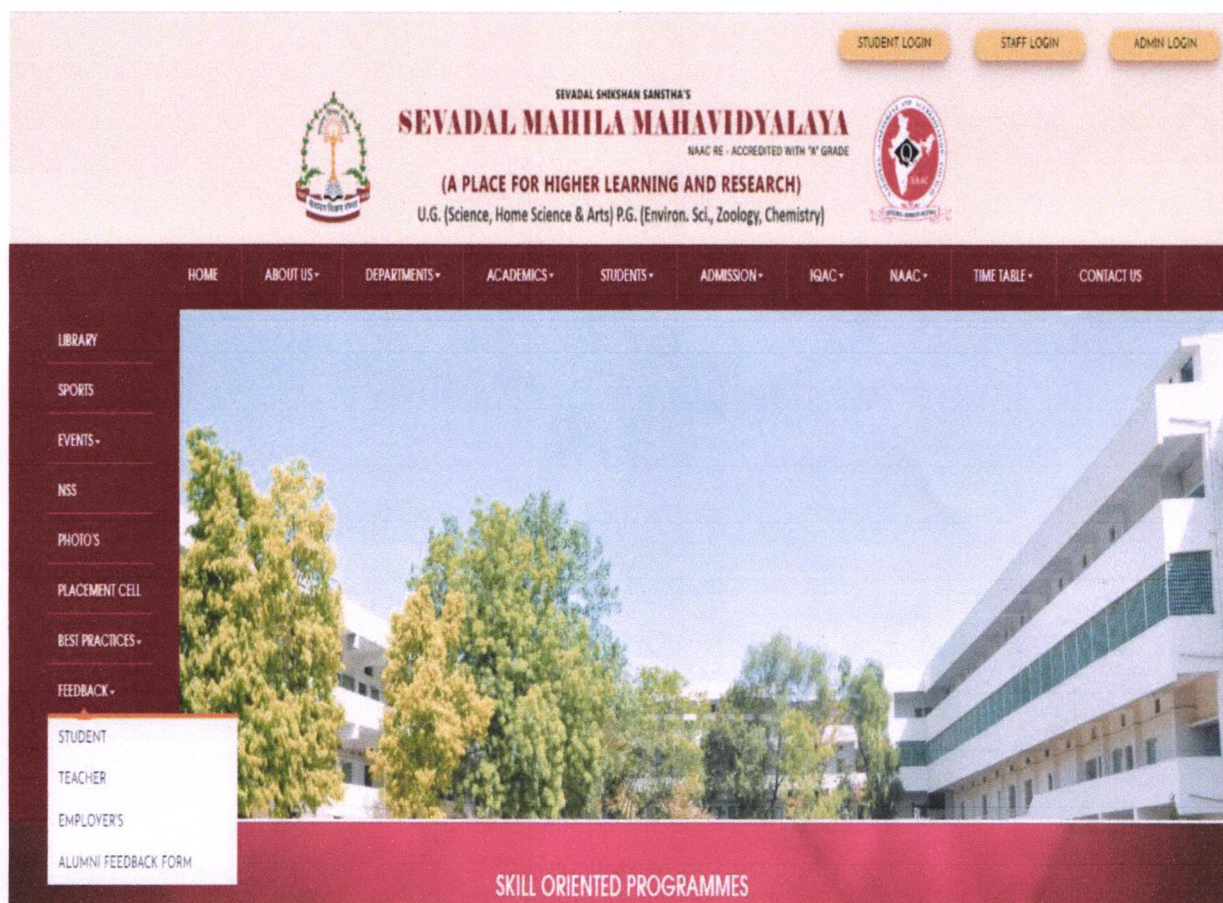 STUDENT LOGIN
STAFF LOGIN
ADMIN LOGIN
SEVADAL SHIKSHAN SANSTHA'S
SEVADAL MAHILA MAHAVIDYALAYA
NAAC RE - ACCREDITED WITH "A" GRADE
(A PLACE FOR HIGHER LEARNING AND RESEARCH)
U.G. (Science, Home Science & Arts) P.G. (Environ. Sci., Zoology, Chemistry)
NAAC
Q
HOME
ABOUT US
DEPARTMENTS
ACADEMICS
STUDENTS
ADMISSION
IQAC
NAAC
TIME TABLE
CONTACT US
LIBRARY
SPORTS
EVENTS
NSS
PHOTO'S
PLACEMENT CELL
BEST PRACTICES
FEEDBACK
STUDENT
TEACHER
EMPLOYER'S
ALUMNI FEEDBACK FORM
SKILL ORIENTED PROGRAMMES